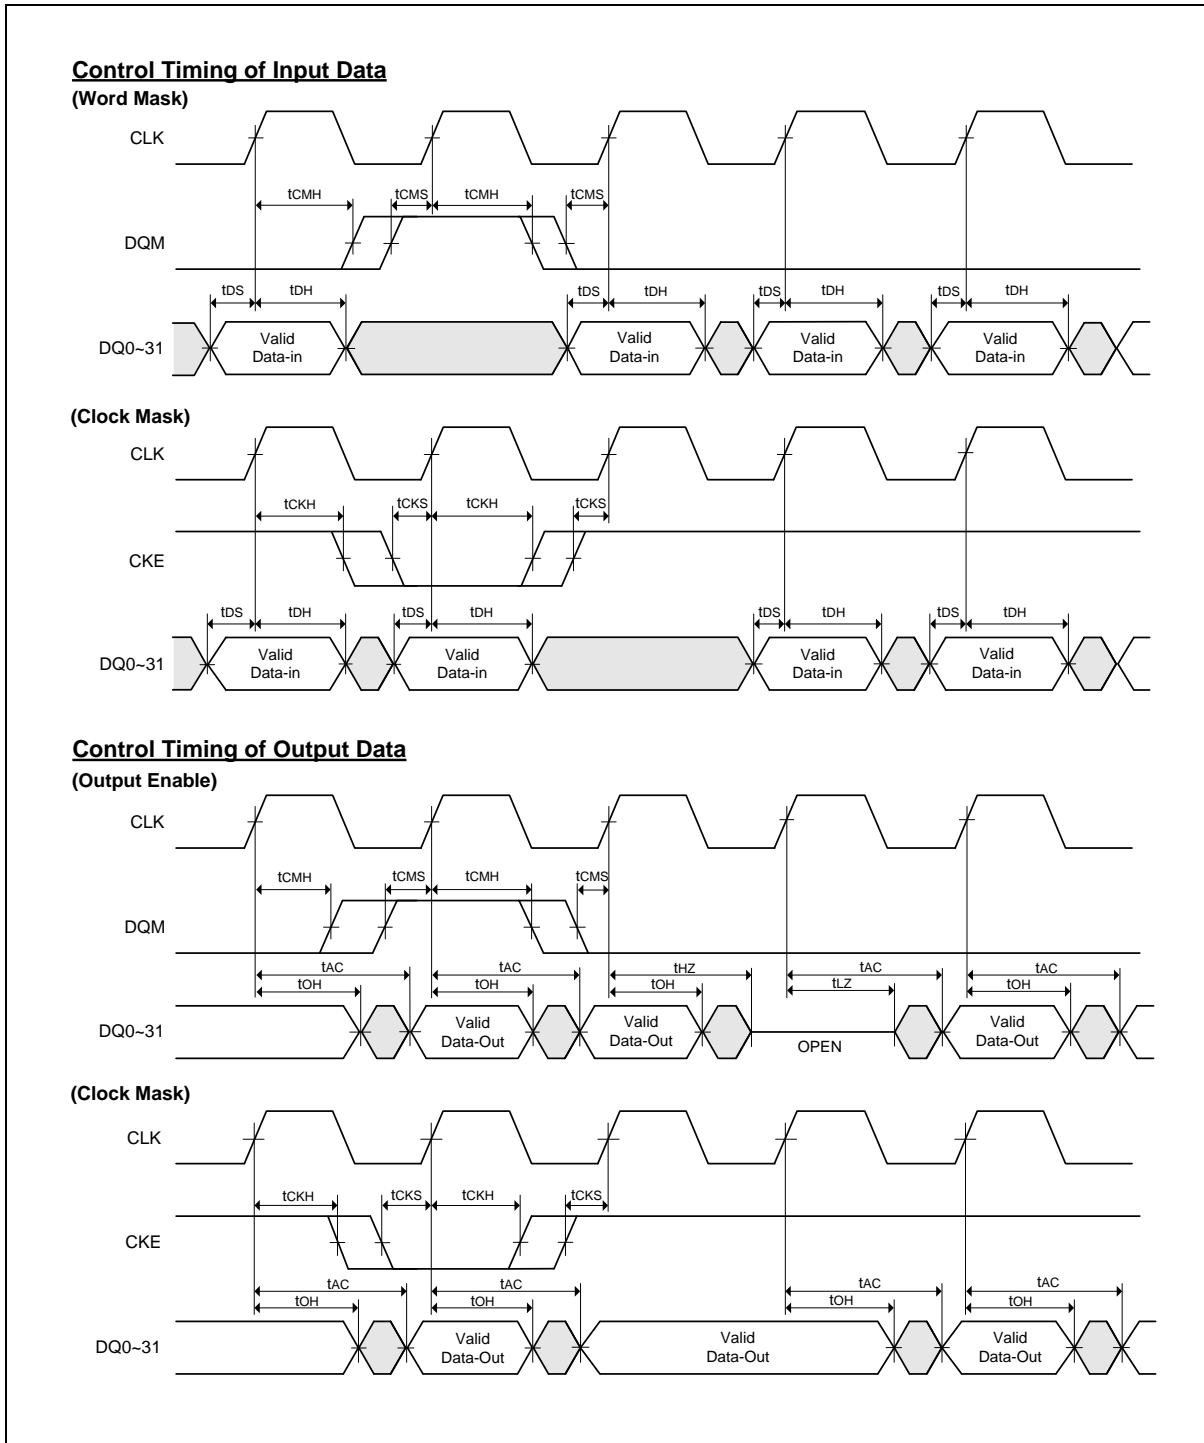 Control Timing of Input Data
(Word Mask)
CLK
tCMH tCMS tCMH tCMS
DQM
tDS tDH tDS tDH tDS tDH tDS tDH
DQ0~31
Valid Data-in
Valid Data-in
Valid Data-in
Valid Data-in
(Clock Mask)
CLK
tCKH tCKS tCKH tCKS
CKE
tDS tDH tDS tDH tDS tDH tDS tDH
DQ0~31
Valid Data-in
Valid Data-in
Valid Data-in
Valid Data-in
Control Timing of Output Data
(Output Enable)
CLK
tCMH tCMS tCMH tCMS
DQM
tAC tAC tHZ tAC tAC
tOH tOH tOH tLZ tOH
DQ0~31
Valid Data-Out
Valid Data-Out
OPEN
Valid Data-Out
(Clock Mask)
CLK
tCKH tCKS tCKH tCKS
CKE
tAC tAC tAC tAC
tOH tOH tOH tOH
DQ0~31
Valid Data-Out
Valid Data-Out
Valid Data-Out